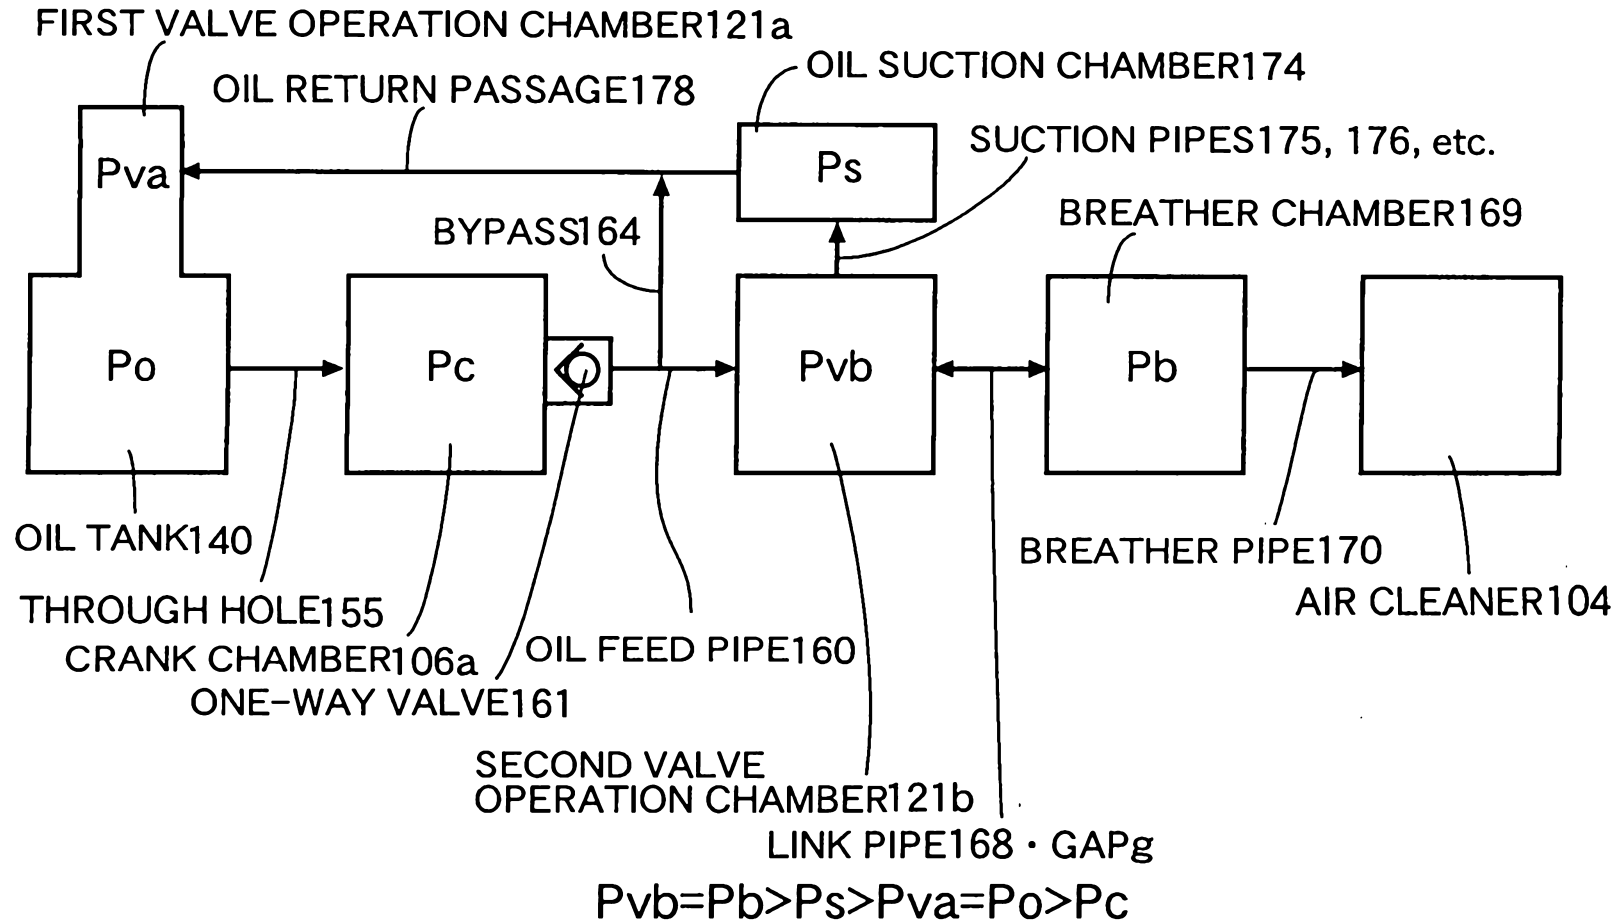 FIRST VALVE OPERATION CHAMBER121a
OIL SUCTION CHAMBER174
OIL RETURN PASSAGE178
SUCTION PIPES175, 176, etc.
Pva
Ps
BREATHER CHAMBER169
BYPASS164
Po
Pc
Pvb
Pb
OIL TANK140
BREATHER PIPE170
AIR CLEANER104
THROUGH HOLE155
OIL FEED PIPE160
CRANK CHAMBER106a
ONE-WAY VALVE161
SECOND VALVE
OPERATION CHAMBER121b
LINK PIPE168・GAPg
Pvb=Pb>Ps>Pva=Po>Pc